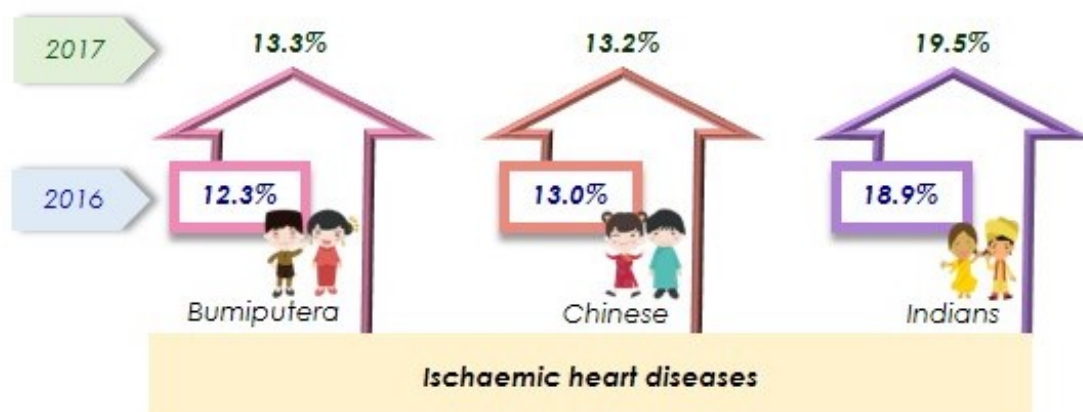 2017
13.3%
13.2%
19.5%
2016
12.3%
13.0%
18.9%
Bumiputera
Chinese
Indians
Ischaemic heart diseases